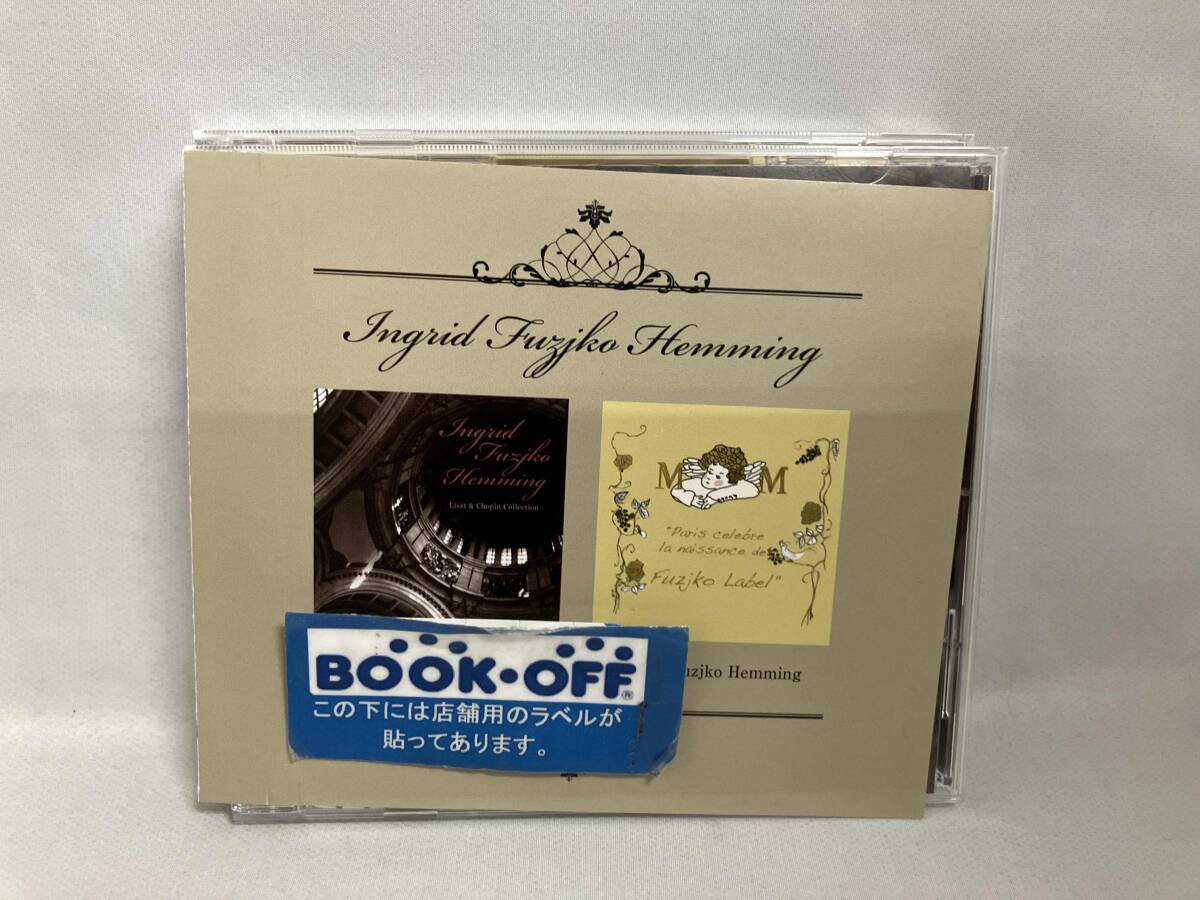 Ingrid Fuzjko Hemming
Ingrid
Fuzjko
Hemming
Liszt & Chopin Collection
M M
"Paris celebre
la naissance de
Fuzjko Label"
Hemming
BOOK・OFF®
この下には店舗用のラベルが
貼ってあります。